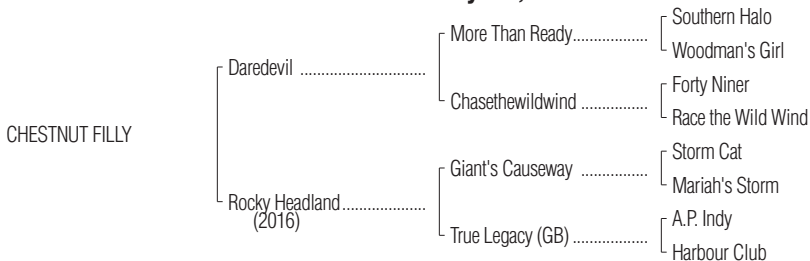 Southern Halo
More Than Ready.................
Woodman's Girl
Daredevil ..............................
Forty Niner
Chasethewildwind ................
Race the Wild Wind
CHESTNUT FILLY
Storm Cat
Giant's Causeway ................
Mariah's Storm
Rocky Headland....................
(2016)
A.P. Indy
True Legacy (GB) ..................
Harbour Club